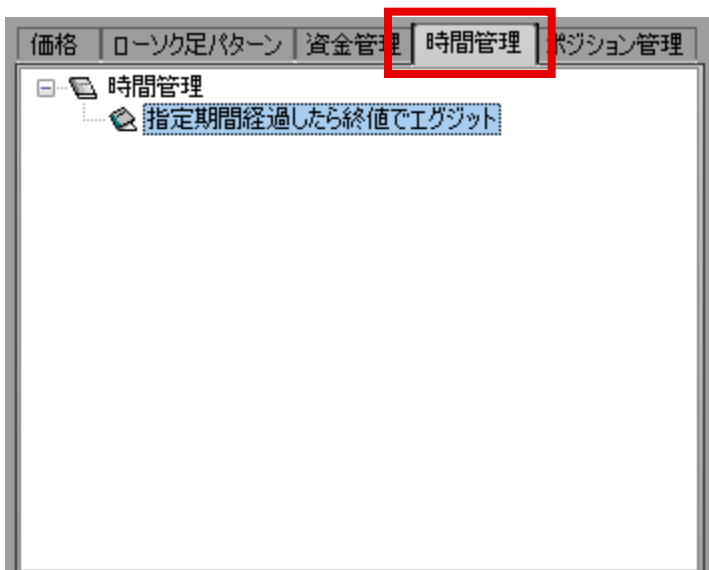 価格 ローソク足パターン 資金管理 時間管理 ポジション管理
時間管理
指定期間経過したら終値でエグジット